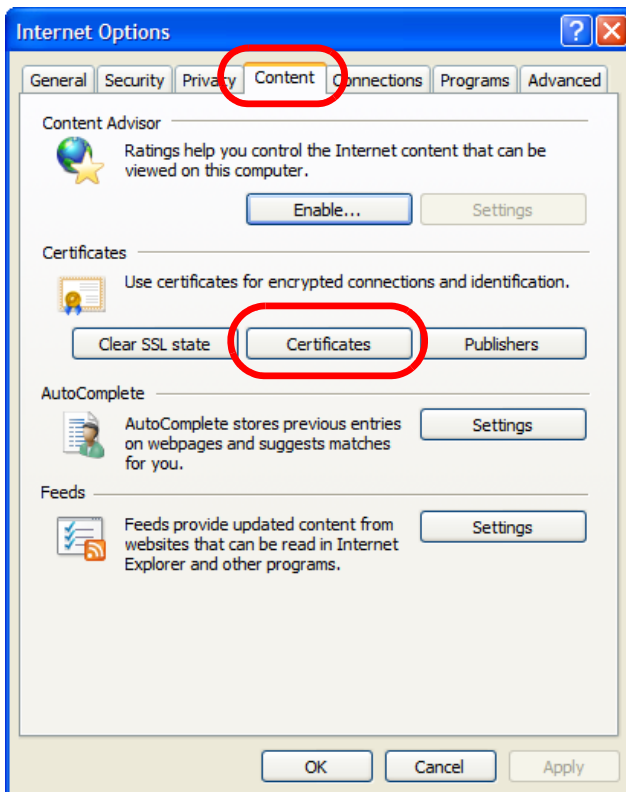 Internet Options
?
General Security Privacy Content Connections Programs Advanced
Content Advisor
Ratings help you control the Internet content that can be
viewed on this computer.
Enable... Settings
Certificates
Use certificates for encrypted connections and identification.
Clear SSL state Certificates Publishers
AutoComplete
AutoComplete stores previous entries
on webpages and suggests matches
for you.
Settings
Feeds
Feeds provide updated content from
websites that can be read in Internet
Explorer and other programs.
Settings
OK Cancel Apply